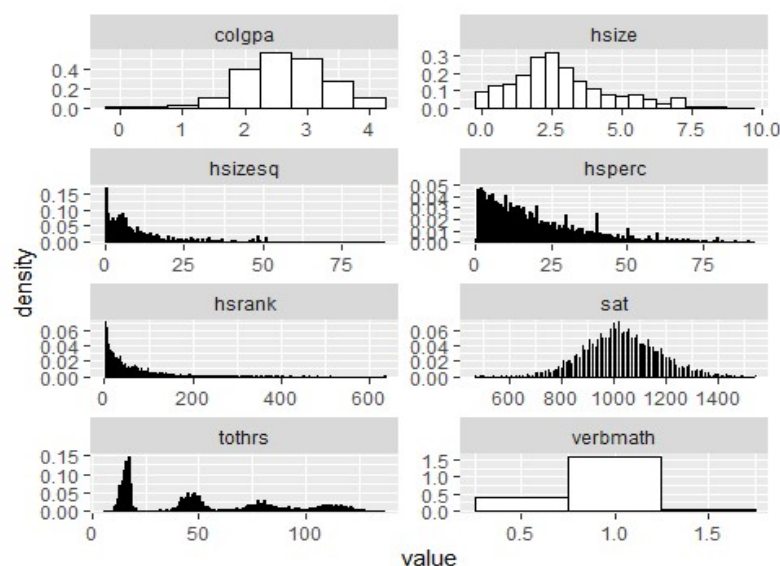 colgpa
hsize
0.4
0.2
0.0
0 1 2 3 4
0.3
0.2
0.1
0.0
0.0 2.5 5.0 7.5 10.0
hsizesq
hsperc
0.15
0.10
0.05
0.00
0 25 50 75
0.05
0.04
0.03
0.02
0.01
0.00
0 25 50 75
hsrank
sat
0.06
0.04
0.02
0.00
0 200 400 600
0.06
0.04
0.02
0.00
600 800 1000 1200 1400
tothrs
verbmath
0.15
0.10
0.05
0.00
0 50 100
1.5
1.0
0.5
0.0
0.5 1.0 1.5
density
value